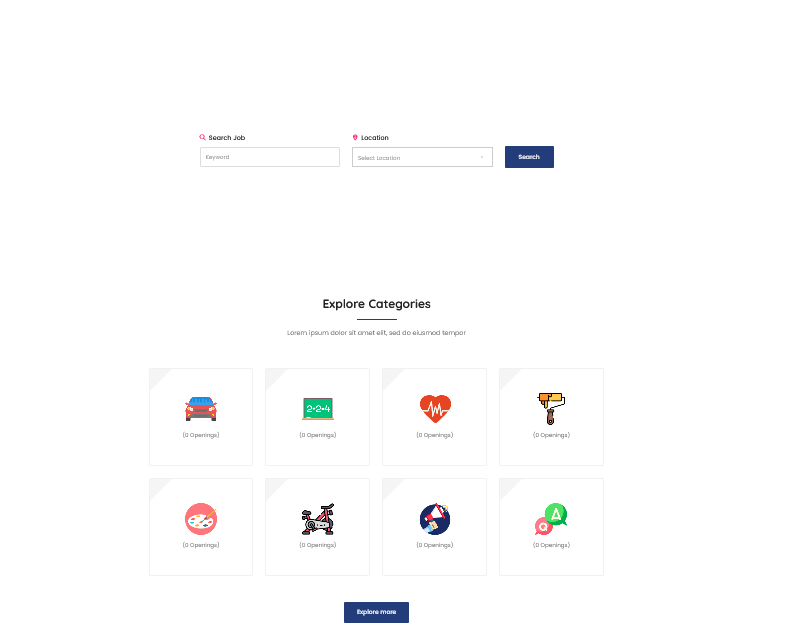 Search Job
Location
Keyword
Select Location
Search
Explore Categories
Lorem ipsum dolor sit amet elit, sed do eiusmod tempor
2+2=4
(0 Openings)
(0 Openings)
(0 Openings)
(0 Openings)
Q A
(0 Openings)
(0 Openings)
(0 Openings)
(0 Openings)
Explore more